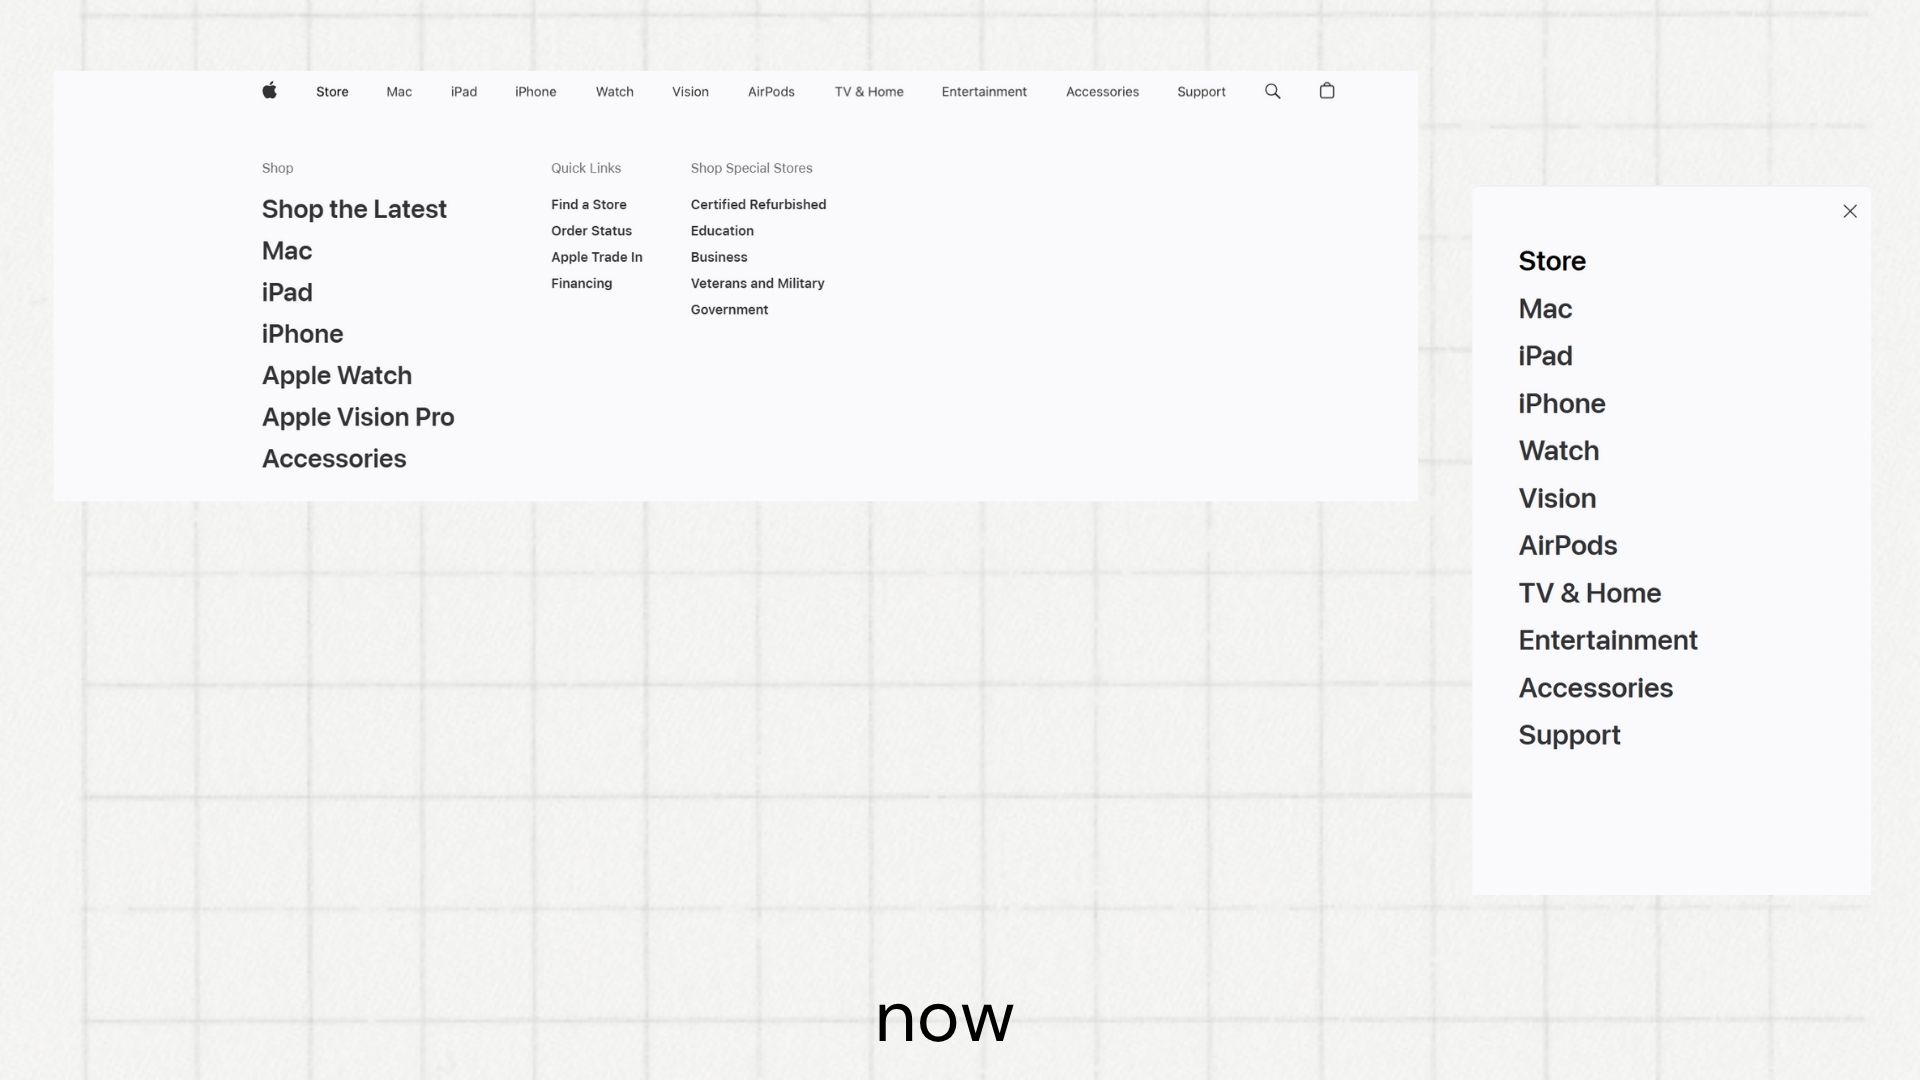 Store Mac iPad iPhone Watch Vision AirPods TV & Home Entertainment Accessories Support
Shop
Shop the Latest
Mac
iPad
iPhone
Apple Watch
Apple Vision Pro
Accessories
Quick Links
Find a Store
Order Status
Apple Trade In
Financing
Shop Special Stores
Certified Refurbished
Education
Business
Veterans and Military
Government
Store
Mac
iPad
iPhone
Watch
Vision
AirPods
TV & Home
Entertainment
Accessories
Support
now